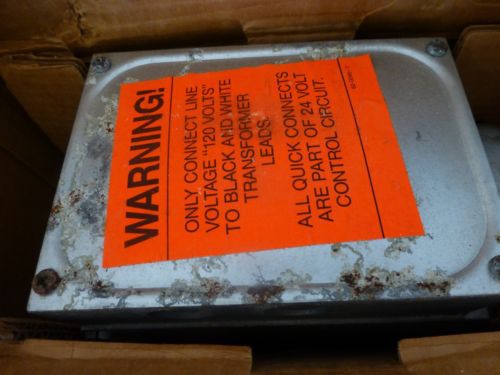 WARNING!
ONLY CONNECT LINE
VOLTAGE "120 VOLTS"
TO BLACK AND WHITE
TRANSFORMER
LEADS.
ALL QUICK CONNECTS
ARE PART OF 24 VOLT
CONTROL CIRCUIT.